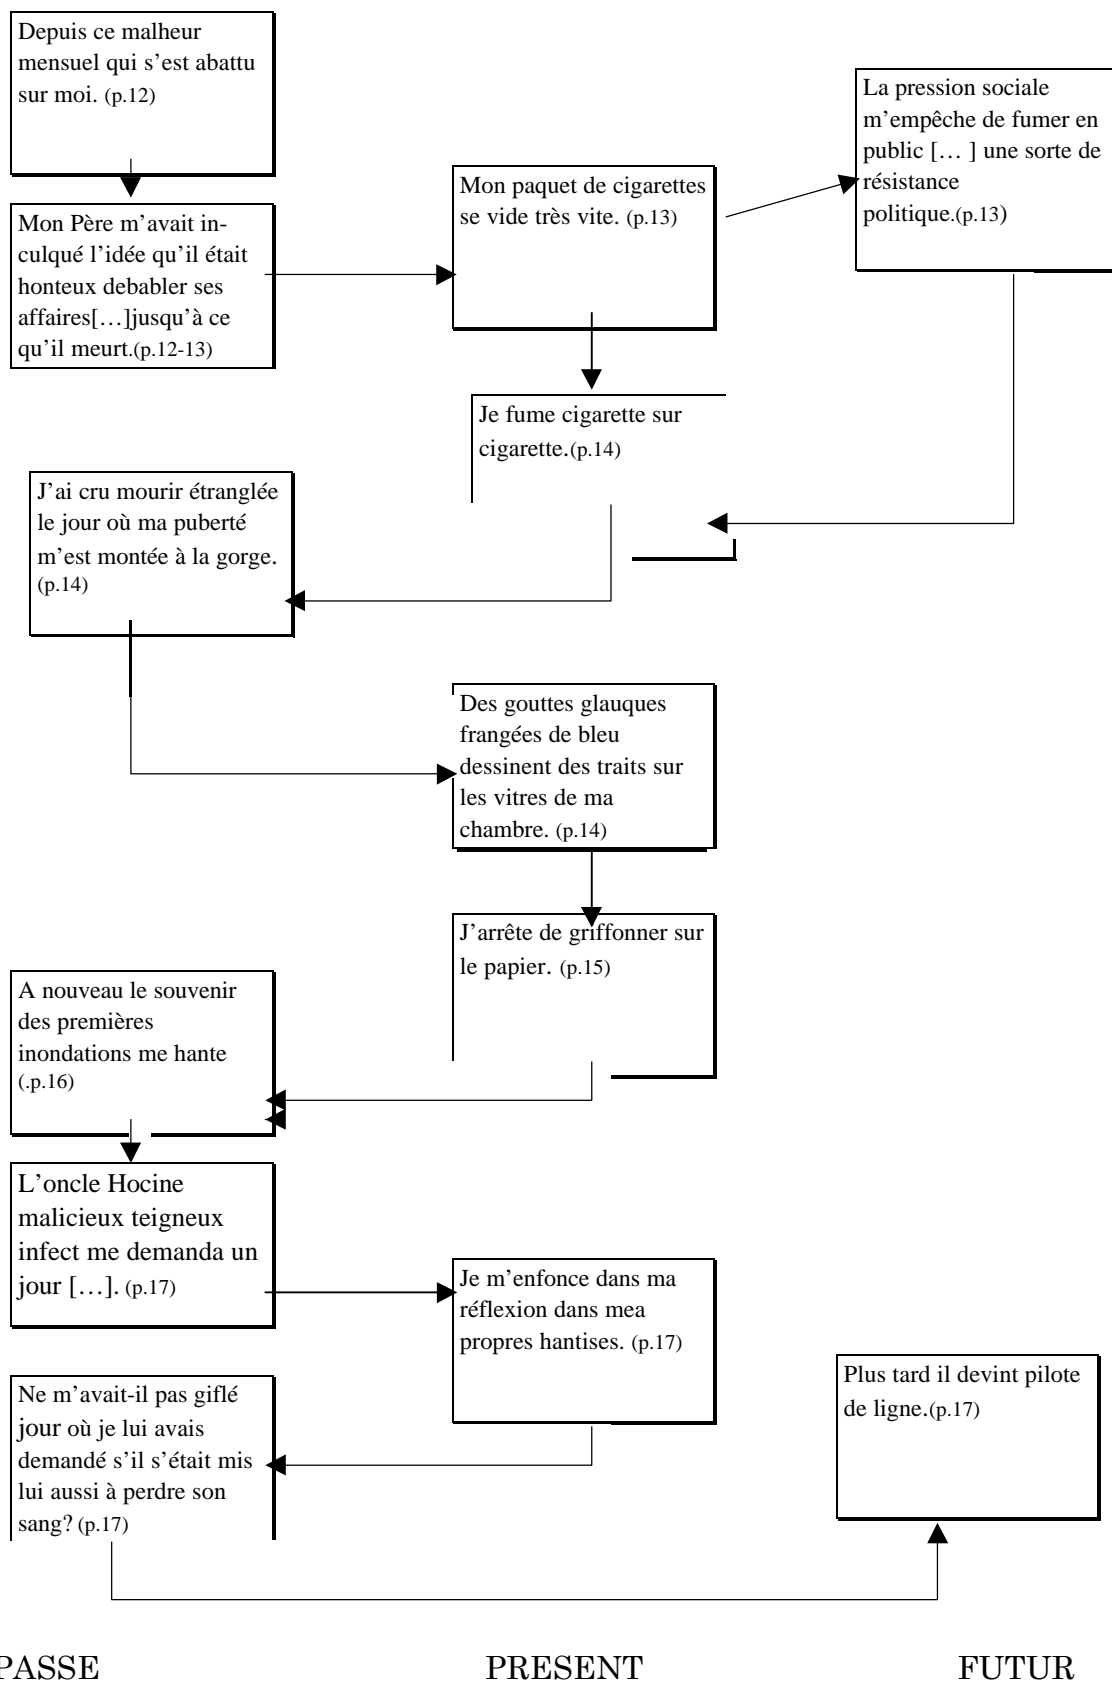 Depuis ce malheur
mensuel qui s’est abattu
sur moi. (p.12)
La pression sociale
m’empêche de fumer en
public [… ] une sorte de
résistance
politique.(p.13)
Mon paquet de cigarettes
se vide très vite. (p.13)
Mon Père m’avait in-
culqué l’idée qu’il était
honteux debabler ses
affaires[…]jusqu’à ce
qu’il meurt.(p.12-13)
Je fume cigarette sur
cigarette.(p.14)
J’ai cru mourir étranglée
le jour où ma puberté
m’est montée à la gorge.
(p.14)
Des gouttes glauques
frangées de bleu
dessinent des traits sur
les vitres de ma
chambre. (p.14)
J’arrête de griffonner sur
le papier. (p.15)
A nouveau le souvenir
des premières
inondations me hante
(.p.16)
L’oncle Hocine
malicieux teigneux
infect me demanda un
jour […]. (p.17)
Je m’enfonce dans ma
réflexion dans mea
propres hantises. (p.17)
Plus tard il devint pilote
de ligne.(p.17)
Ne m’avait-il pas giflé
jour où je lui avais
demandé s’il s’était mis
lui aussi à perdre son
sang? (p.17)
PASSE PRESENT FUTUR